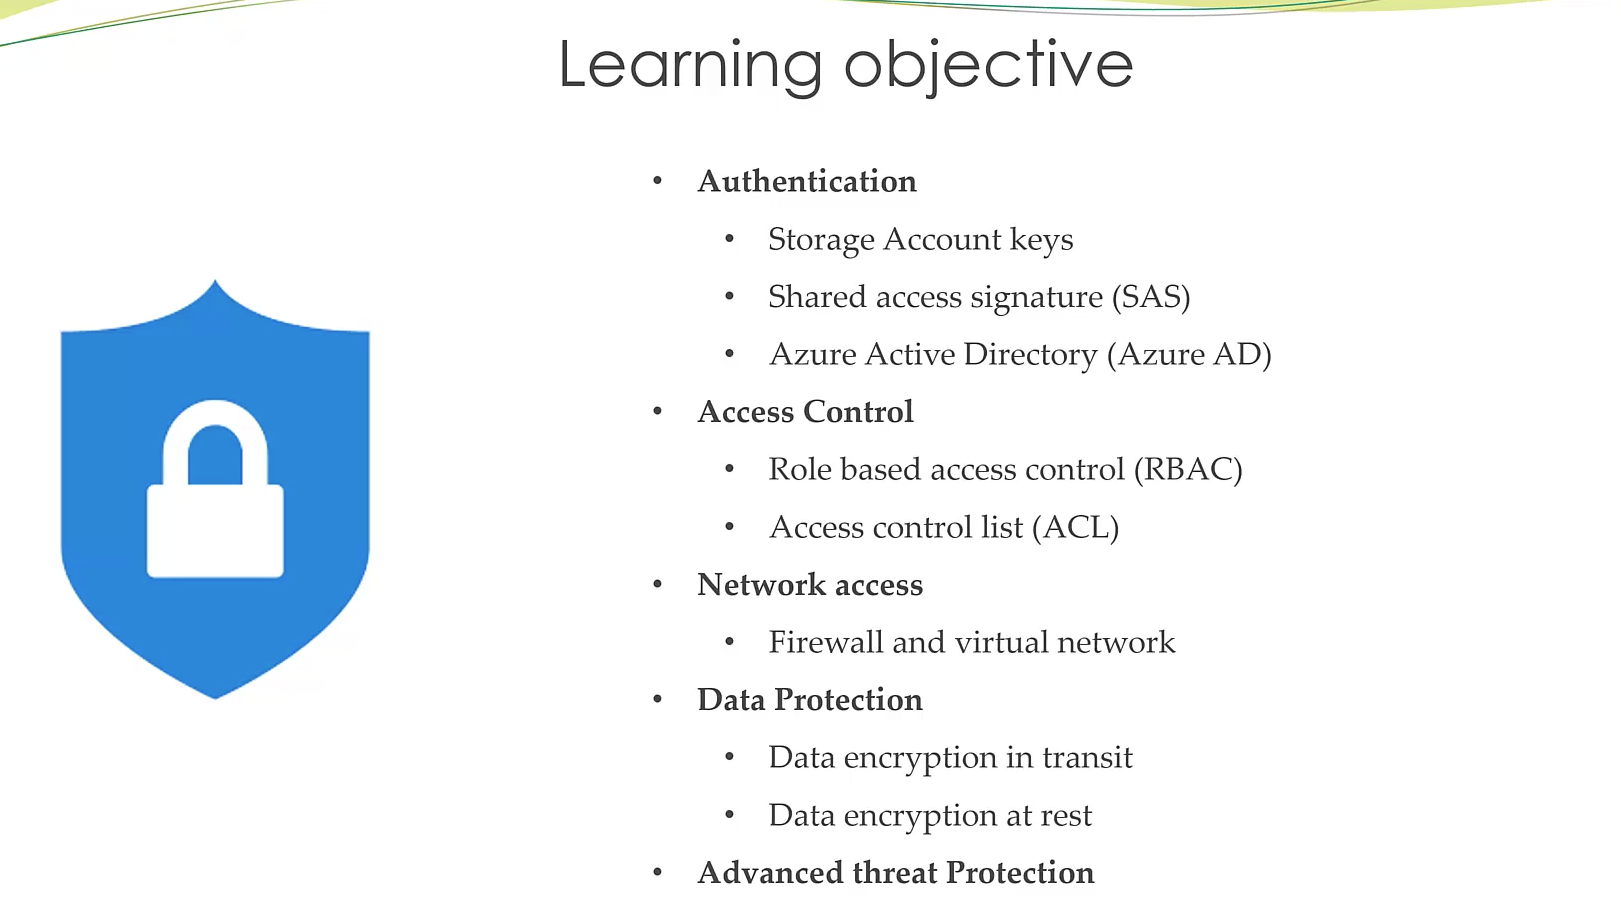 Learning objective
• Authentication
• Storage Account keys
• Shared access signature (SAS)
• Azure Active Directory (Azure AD)
• Access Control
• Role based access control (RBAC)
• Access control list (ACL)
• Network access
• Firewall and virtual network
• Data Protection
• Data encryption in transit
• Data encryption at rest
• Advanced threat Protection